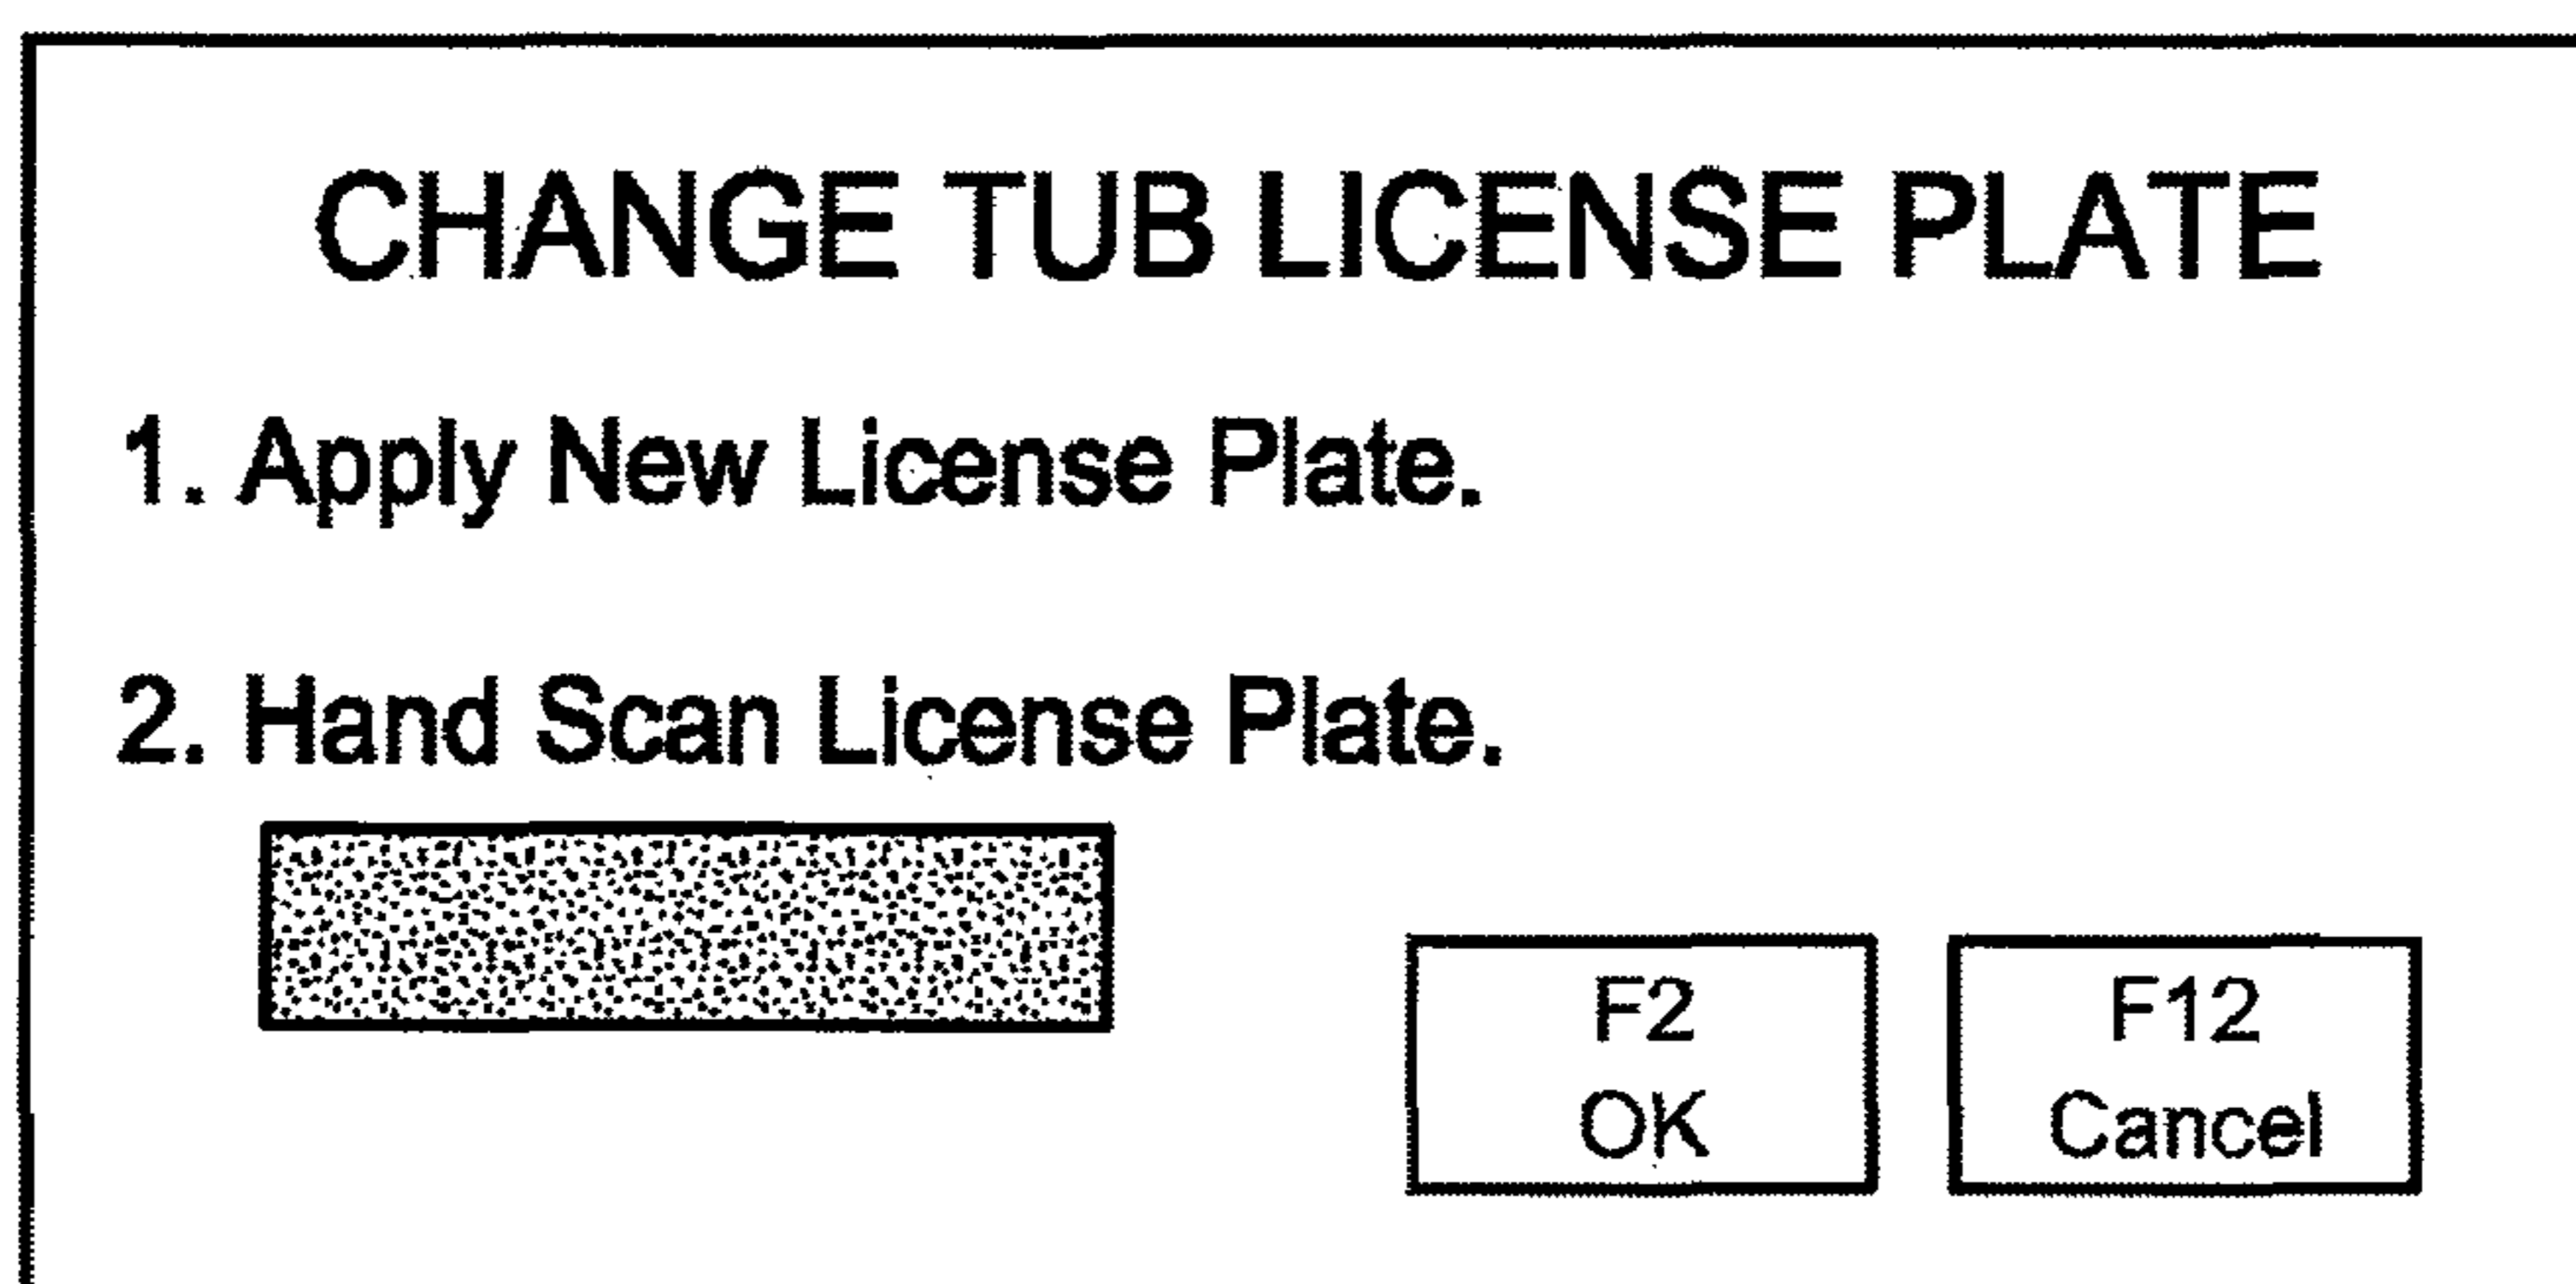 CHANGE TUB LICENSE PLATE
1. Apply New License Plate.
2. Hand Scan License Plate.
F2
OK
F12
Cancel